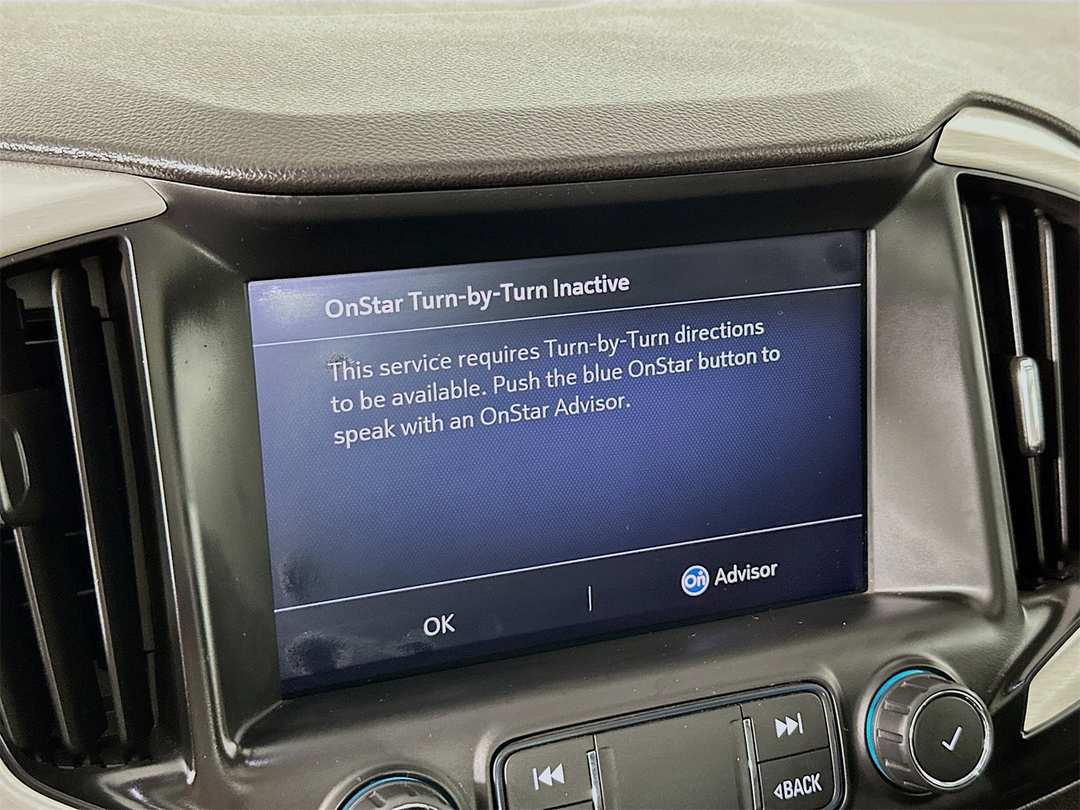 OnStar Turn-by-Turn Inactive
This service requires Turn-by-Turn directions
to be available. Push the blue OnStar button to
speak with an OnStar Advisor.
OK
On Advisor
BACK